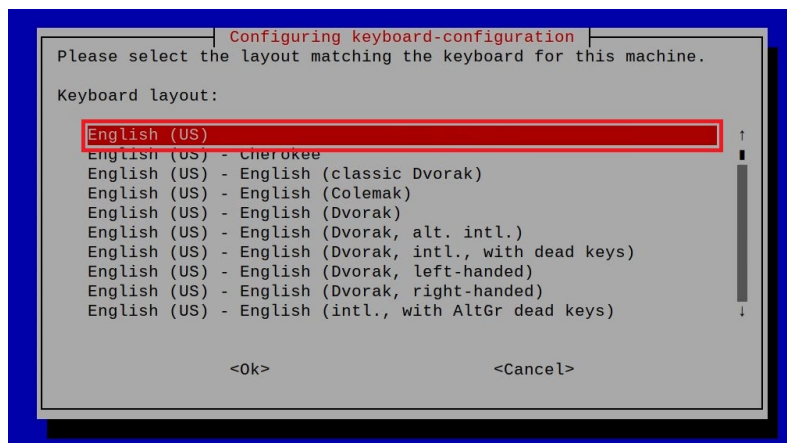 Configuring keyboard-configuration
Please select the layout matching the keyboard for this machine.
Keyboard layout:
English (US)
English (US) - Cherokee
English (US) - English (classic Dvorak)
English (US) - English (Colemak)
English (US) - English (Dvorak)
English (US) - English (Dvorak, alt. intl.)
English (US) - English (Dvorak, intl., with dead keys)
English (US) - English (Dvorak, left-handed)
English (US) - English (Dvorak, right-handed)
English (US) - English (intl., with AltGr dead keys)
<Ok> <Cancel>